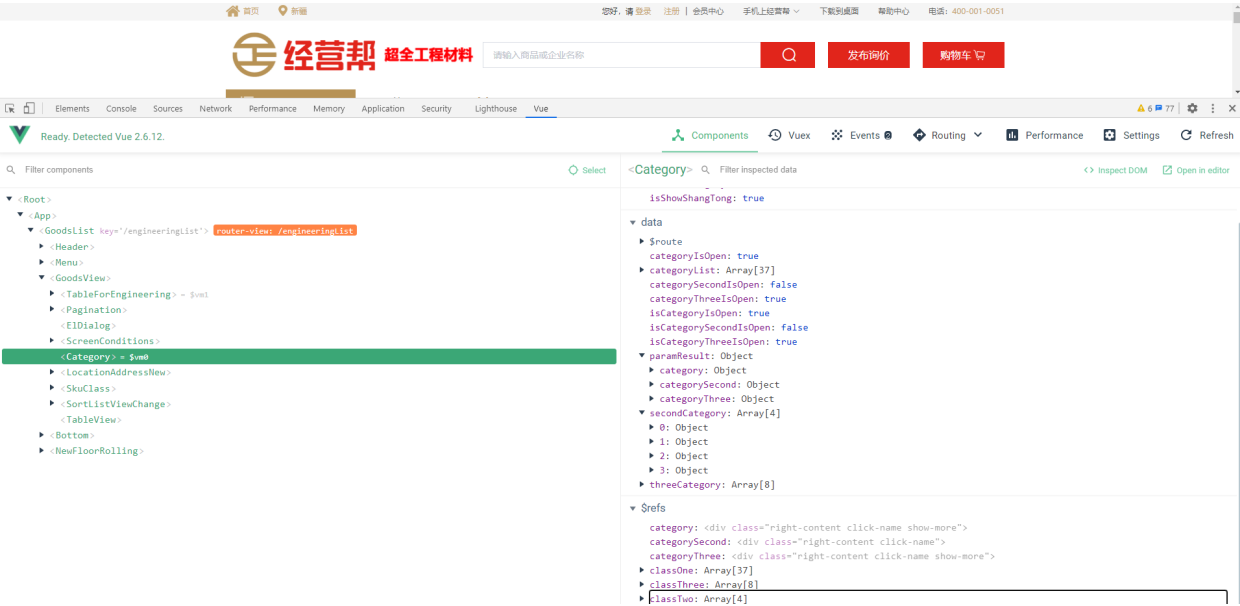 首页 新疆 您好，请 登录 注册 | 会员中心 手机上经营帮 下载到桌面 帮助中心 电话：400-001-0051
经营帮 超全工程材料 请输入商品或企业名称 发布询价 购物车
Elements Console Sources Network Performance Memory Application Security Lighthouse Vue 6 77
Ready. Detected Vue 2.6.12. Components Vuex Events Routing Performance Settings Refresh
Filter components Select <Category> Filter inspected data Inspect DOM Open in editor
<Root>
<App>
<GoodsList key='/engineeringList'> router-view: /engineeringList
<Header>
<Menu>
<GoodsView>
<TableForEngineering> = $vm1
<Pagination>
<ElDialog>
<ScreenConditions>
<Category> = $vm0
<LocationAddressNew>
<SkuClass>
<SortListViewChange>
<TableView>
<Bottom>
<NewFloorRolling>
isShowShangTong: true
data
$route
categoryIsOpen: true
categoryList: Array[37]
categorySecondIsOpen: false
categoryThreeIsOpen: true
isCategoryIsOpen: true
isCategorySecondIsOpen: false
isCategoryThreeIsOpen: true
paramResult: Object
category: Object
categorySecond: Object
categoryThree: Object
secondCategory: Array[4]
0: Object
1: Object
2: Object
3: Object
threeCategory: Array[8]
$refs
category: <div class="right-content click-name show-more">
categorySecond: <div class="right-content click-name">
categoryThree: <div class="right-content click-name show-more">
classOne: Array[37]
classThree: Array[8]
classTwo: Array[4]